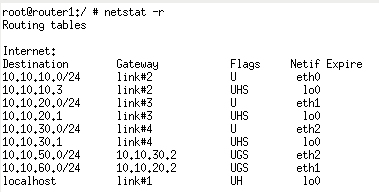 root@router1:/ # netstat -r
Routing tables

Internet:
Destination Gateway Flags Netif Expire
10.10.10.0/24 link#2 U eth0
10.10.10.3 link#2 UHS lo0
10.10.20.0/24 link#3 U eth1
10.10.20.1 link#3 UHS lo0
10.10.30.0/24 link#4 U eth2
10.10.30.1 link#4 UHS lo0
10.10.50.0/24 10.10.30.2 UGS eth2
10.10.60.0/24 10.10.20.2 UGS eth1
localhost link#1 UH lo0